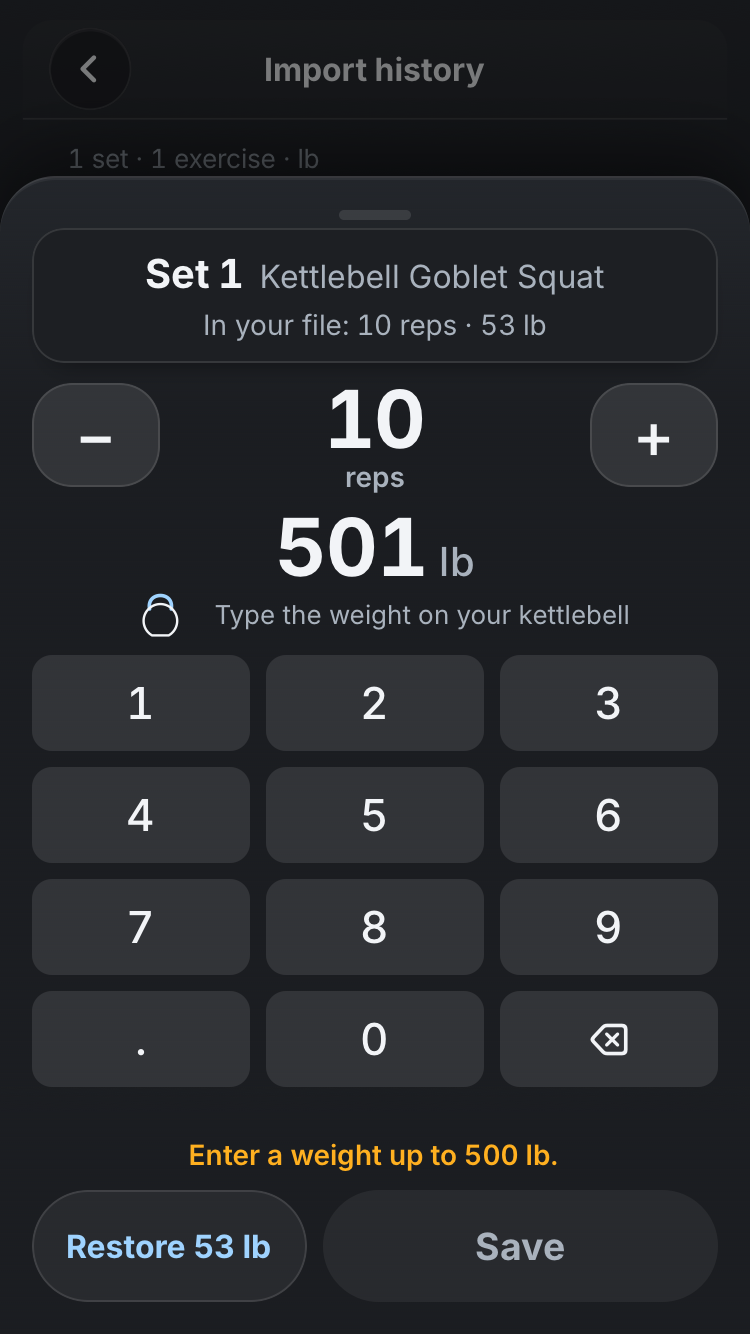 Import history
1 set · 1 exercise · lb
Set 1 Kettlebell Goblet Squat
In your file: 10 reps · 53 lb
− 10 +
reps
501 lb
Type the weight on your kettlebell
1 2 3
4 5 6
7 8 9
. 0
Enter a weight up to 500 lb.
Restore 53 lb Save